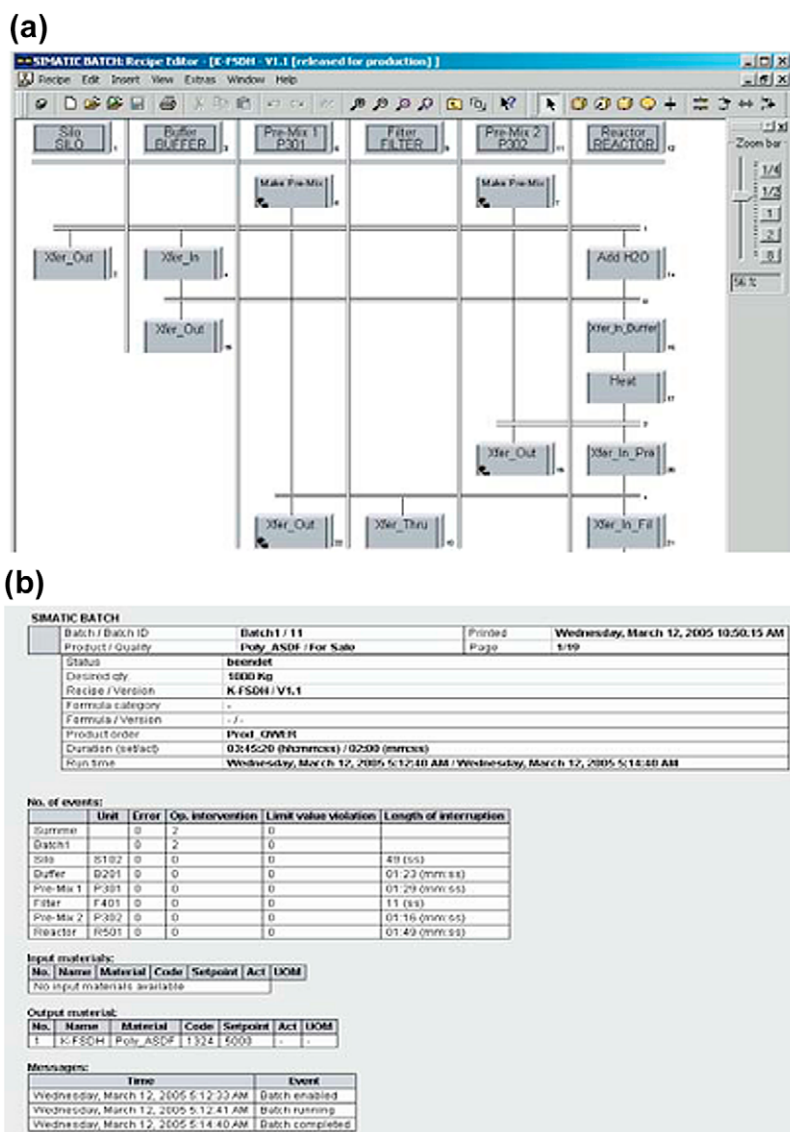 (a)
SIMATIC BATCH: Recipe Editor - [K-FSDH - V1.1 [released for production] ]
Recipe Edit Insert View Extras Window Help
Silo Buffer Pre-Mix 1 Filter Pre-Mix 2 Reactor
SILO BUFFER P301 FILTER P302 REACTOR
Zoom bar
1/4
1/2
1
2
8
56 %
Make Pre-Mix Make Pre-Mix
Xfer_Out Xfer_In Add H2O
Xfer_Out Xfer_In_Buffer
Heat
Xfer_Out Xfer_In_Pre
Xfer_Out Xfer_Thru Xfer_In_Fil
(b)
SIMATIC BATCH
Batch / Batch ID Batch1 / 11 Printed Wednesday, March 12, 2005 10:50:15 AM
Product / Quality Poly_ASDF / For Sale Page 1/19
Status beendet
Desired qty. 1000 Kg
Recipe / Version K-FSDH / V1.1
Formula category -
Formula / Version - / -
Product order Prod_QWER
Duration (set/act) 03:45:20 (hh:mm:ss) / 02:00 (mm:ss)
Run time Wednesday, March 12, 2005 5:12:40 AM / Wednesday, March 12, 2005 5:14:40 AM
No. of events:
Unit Error Op. intervention Limit value violation Length of interruption
Summe 0 2 0
Batch1 0 2 0
Silo S102 0 0 0 49 (ss)
Buffer B201 0 0 0 01:23 (mm:ss)
Pre-Mix 1 P301 0 0 0 01:29 (mm:ss)
Filter F401 0 0 0 11 (ss)
Pre-Mix 2 P302 0 0 0 01:16 (mm:ss)
Reactor R501 0 0 0 01:49 (mm:ss)
Input materials:
No. Name Material Code Setpoint Act UOM
No input materials available
Output material:
No. Name Material Code Setpoint Act UOM
1 K-FSDH Poly_ASDF 1324 5000 - -
Messages:
Time Event
Wednesday, March 12, 2005 5:12:33 AM Batch enabled
Wednesday, March 12, 2005 5:12:41 AM Batch running
Wednesday, March 12, 2005 5:14:40 AM Batch completed